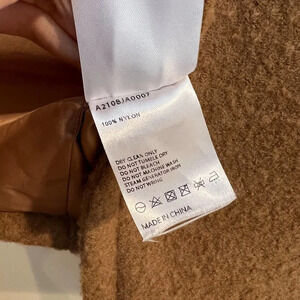 A2108JA0007
100% NYLON
DRY CLEAN ONLY
DO NOT TUMBLE DRY
DO NOT BLEACH
DO NOT MACHINE WASH
STEAM GENERATOR IRON
DO NOT WRING
MADE IN CHINA